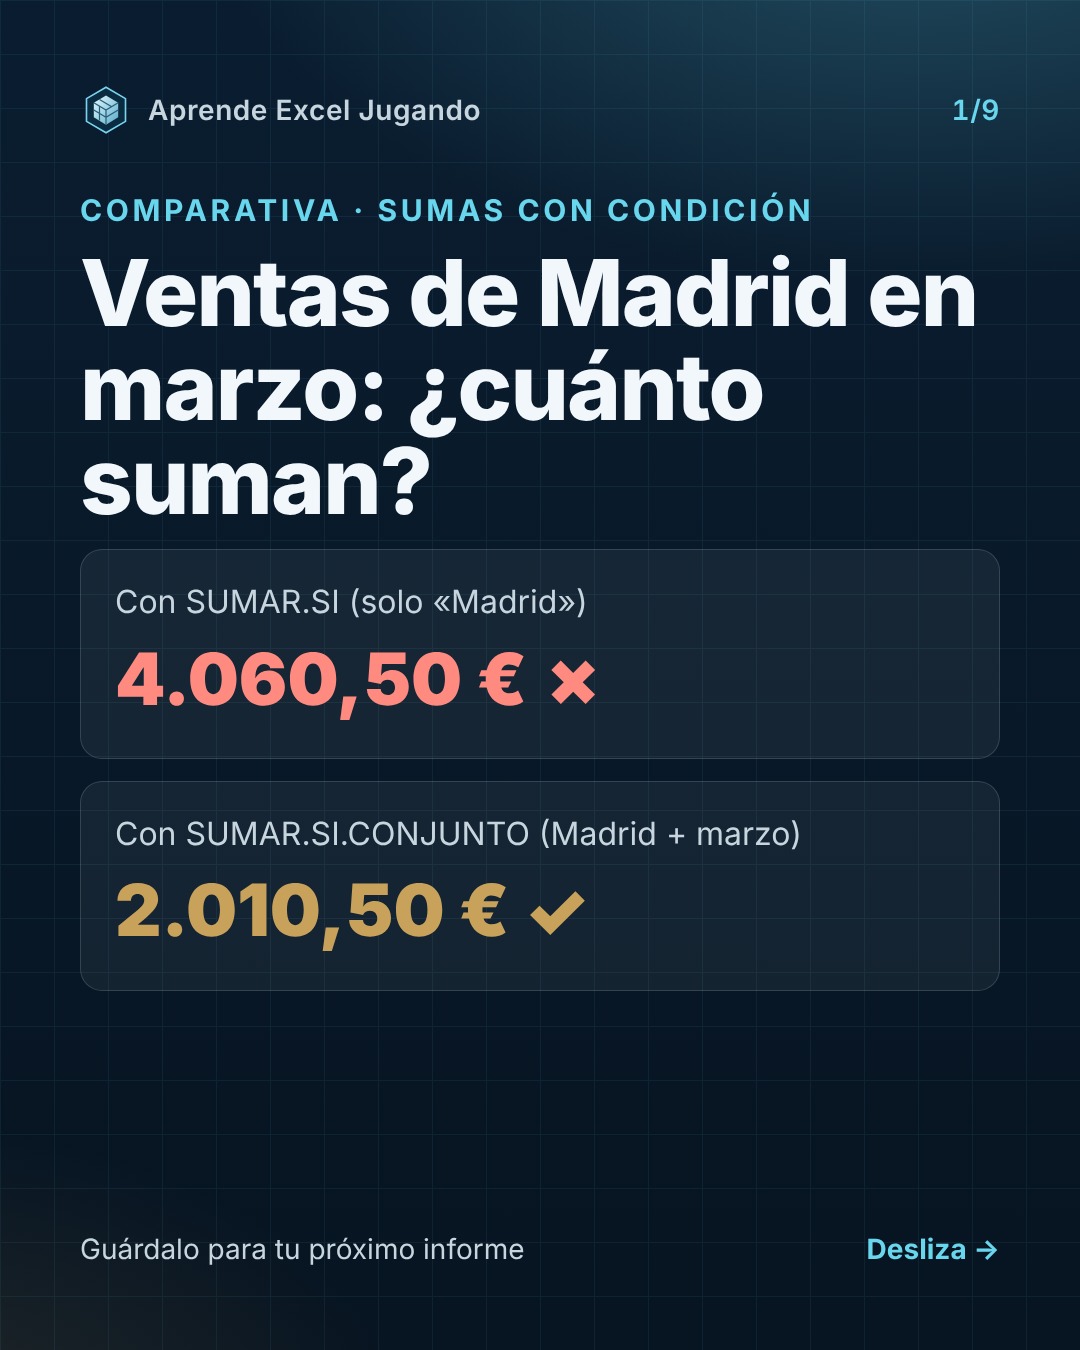 Aprende Excel Jugando
1/9
COMPARATIVA · SUMAS CON CONDICIÓN
Ventas de Madrid en
marzo: ¿cuánto
suman?
Con SUMAR.SI (solo «Madrid»)
4.060,50 € ✖
Con SUMAR.SI.CONJUNTO (Madrid + marzo)
2.010,50 € ✔
Guárdalo para tu próximo informe
Desliza →